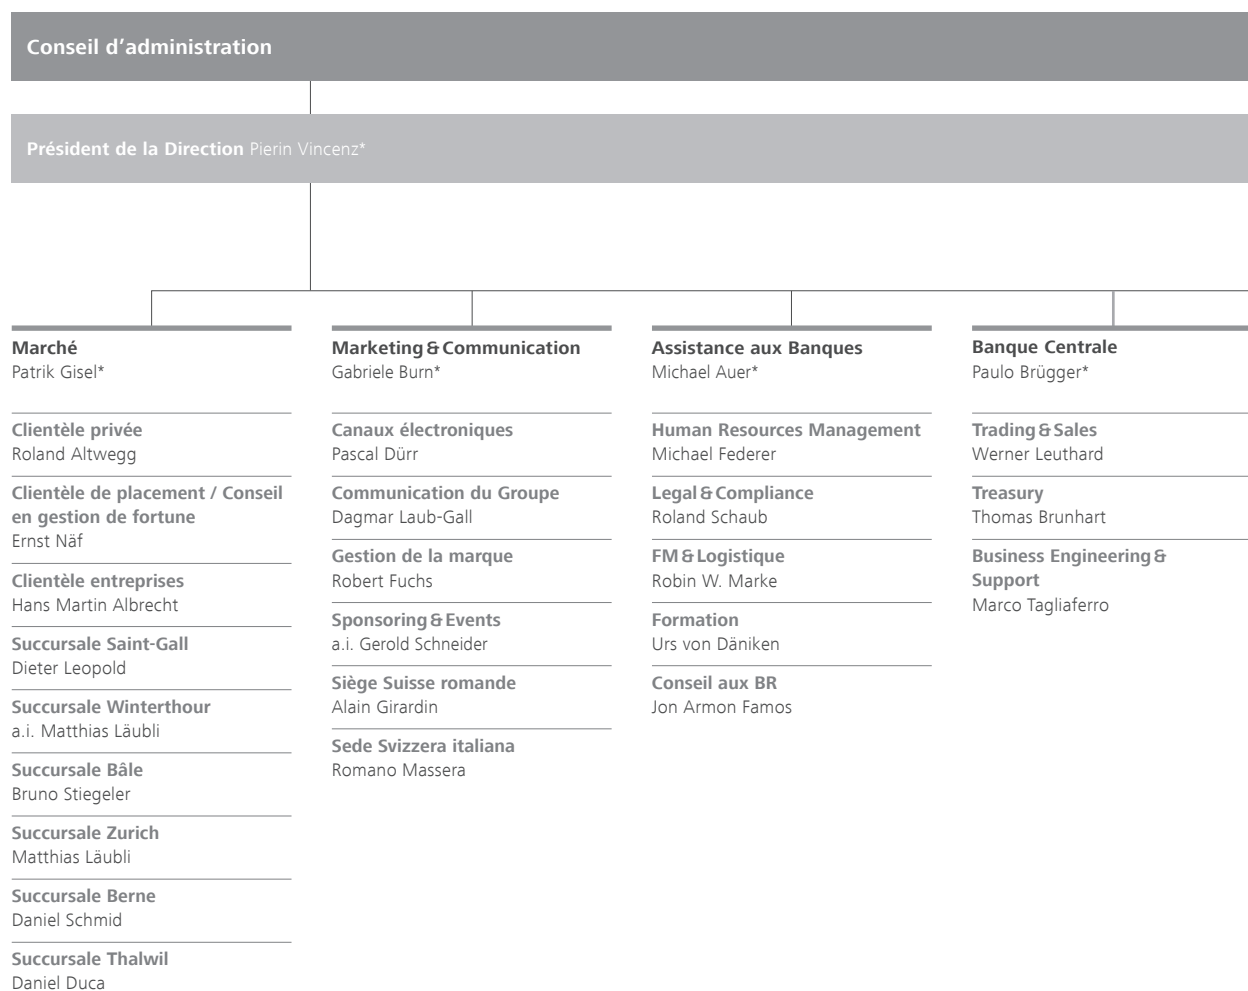 Conseil d’administration
Président de la Direction Pierin Vincenz*
Marché
Patrik Gisel*
Clientèle privée
Roland Altwegg
Clientèle de placement / Conseil
en gestion de fortune
Ernst Näf
Clientèle entreprises
Hans Martin Albrecht
Succursale Saint-Gall
Dieter Leopold
Succursale Winterthour
a.i. Matthias Läubli
Succursale Bâle
Bruno Stiegeler
Succursale Zurich
Matthias Läubli
Succursale Berne
Daniel Schmid
Succursale Thalwil
Daniel Duca
Marketing & Communication
Gabriele Burn*
Canaux électroniques
Pascal Dürr
Communication du Groupe
Dagmar Laub-Gall
Gestion de la marque
Robert Fuchs
Sponsoring & Events
a.i. Gerold Schneider
Siège Suisse romande
Alain Girardin
Sede Svizzera italiana
Romano Massera
Assistance aux Banques
Michael Auer*
Human Resources Management
Michael Federer
Legal & Compliance
Roland Schaub
FM & Logistique
Robin W. Marke
Formation
Urs von Däniken
Conseil aux BR
Jon Armon Famos
Banque Centrale
Paulo Brügger*
Trading & Sales
Werner Leuthard
Treasury
Thomas Brunhart
Business Engineering &
Support
Marco Tagliaferro